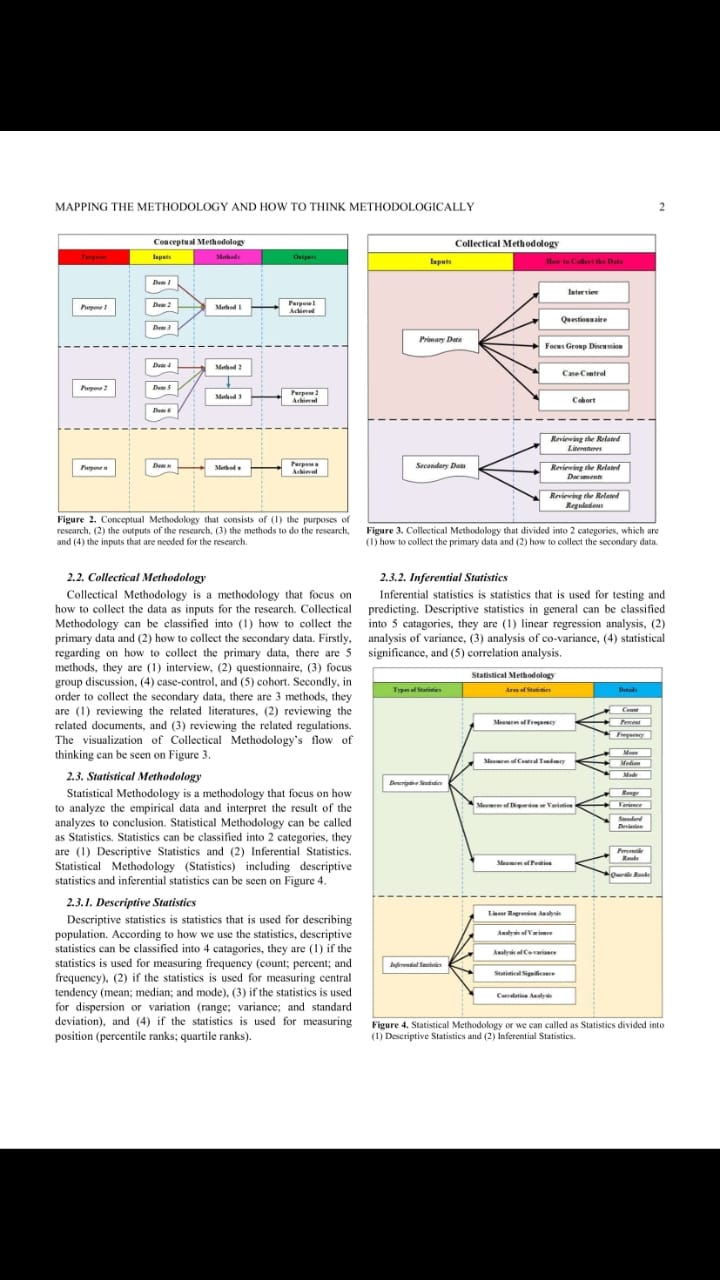 MAPPING THE METHODOLOGY AND HOW TO THINK METHODOLOGICALLY
2
Conceptual Methodology
Purposes
Inputs
Methods
Outputs
Purpose 1
Data 1
Data 2
Data 3
Method 1
Purpose 1
Achieved
Purpose 2
Data 4
Data 5
Data 6
Method 2
Method 3
Purpose 2
Achieved
Purpose n
Data n
Method n
Purpose n
Achieved
Figure 2. Conceptual Methodology that consists of (1) the purposes of
research, (2) the outputs of the research, (3) the methods to do the research,
and (4) the inputs that are needed for the research.
Collectical Methodology
Inputs
How to Collect the Data
Primary Data
Interview
Questionnaire
Focus Group Discussion
Case-Control
Cohort
Secondary Data
Reviewing the Related
Literatures
Reviewing the Related
Documents
Reviewing the Related
Regulations
Figure 3. Collectical Methodology that divided into 2 categories, which are
(1) how to collect the primary data and (2) how to collect the secondary data.
2.2. Collectical Methodology
Collectical Methodology is a methodology that focus on
how to collect the data as inputs for the research. Collectical
Methodology can be classified into (1) how to collect the
primary data and (2) how to collect the secondary data. Firstly,
regarding on how to collect the primary data, there are 5
methods, they are (1) interview, (2) questionnaire, (3) focus
group discussion, (4) case-control, and (5) cohort. Secondly, in
order to collect the secondary data, there are 3 methods, they
are (1) reviewing the related literatures, (2) reviewing the
related documents, and (3) reviewing the related regulations.
The visualization of Collectical Methodology's flow of
thinking can be seen on Figure 3.
2.3. Statistical Methodology
Statistical Methodology is a methodology that focus on how
to analyze the empirical data and interpret the result of the
analyzes to conclusion. Statistical Methodology can be called
as Statistics. Statistics can be classified into 2 categories, they
are (1) Descriptive Statistics and (2) Inferential Statistics.
Statistical Methodology (Statistics) including descriptive
statistics and inferential statistics can be seen on Figure 4.
2.3.1. Descriptive Statistics
Descriptive statistics is statistics that is used for describing
population. According to how we use the statistics, descriptive
statistics can be classified into 4 catagories, they are (1) if the
statistics is used for measuring frequency (count; percent; and
frequency), (2) if the statistics is used for measuring central
tendency (mean; median; and mode), (3) if the statistics is used
for dispersion or variation (range; variance; and standard
deviation), and (4) if the statistics is used for measuring
position (percentile ranks; quartile ranks).
2.3.2. Inferential Statistics
Inferential statistics is statistics that is used for testing and
predicting. Descriptive statistics in general can be classified
into 5 catagories, they are (1) linear regression analysis, (2)
analysis of variance, (3) analysis of co-variance, (4) statistical
significance, and (5) correlation analysis.
Statistical Methodology
Types of Statistics
Area of Statistics
Details
Descriptive Statistics
Measures of Frequency
Count
Percent
Frequency
Measures of Central Tendency
Mean
Median
Mode
Measures of Dispersion or Variation
Range
Variance
Standard
Deviation
Measures of Position
Percentile
Ranks
Quartile Ranks
Inferential Statistics
Linear Regression Analysis
Analysis of Variance
Analysis of Co-variance
Statistical Significance
Correlation Analysis
Figure 4. Statistical Methodology or we can called as Statistics divided into
(1) Descriptive Statistics and (2) Inferential Statistics.